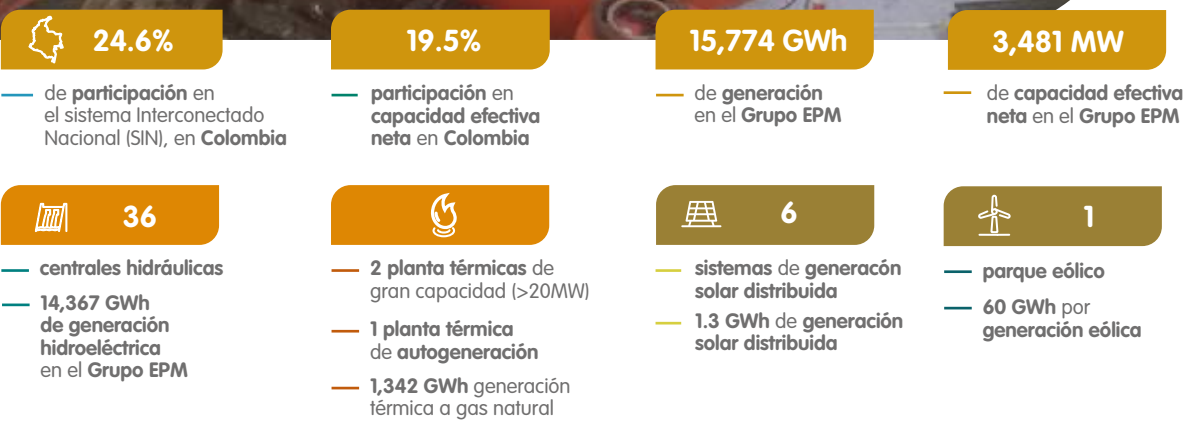 24.6%
de participación en
el sistema Interconectado
Nacional (SIN), en Colombia
19.5%
participación en
capacidad efectiva
neta en Colombia
15,774 GWh
de generación
en el Grupo EPM
3,481 MW
de capacidad efectiva
neta en el Grupo EPM
36
centrales hidráulicas
14,367 GWh
de generación
hidroeléctrica
en el Grupo EPM
2 planta térmicas de
gran capacidad (>20MW)
1 planta térmica
de autogeneración
1,342 GWh generación
térmica a gas natural
6
sistemas de generacón
solar distribuida
1.3 GWh de generación
solar distribuida
1
parque eólico
60 GWh por
generación eólica